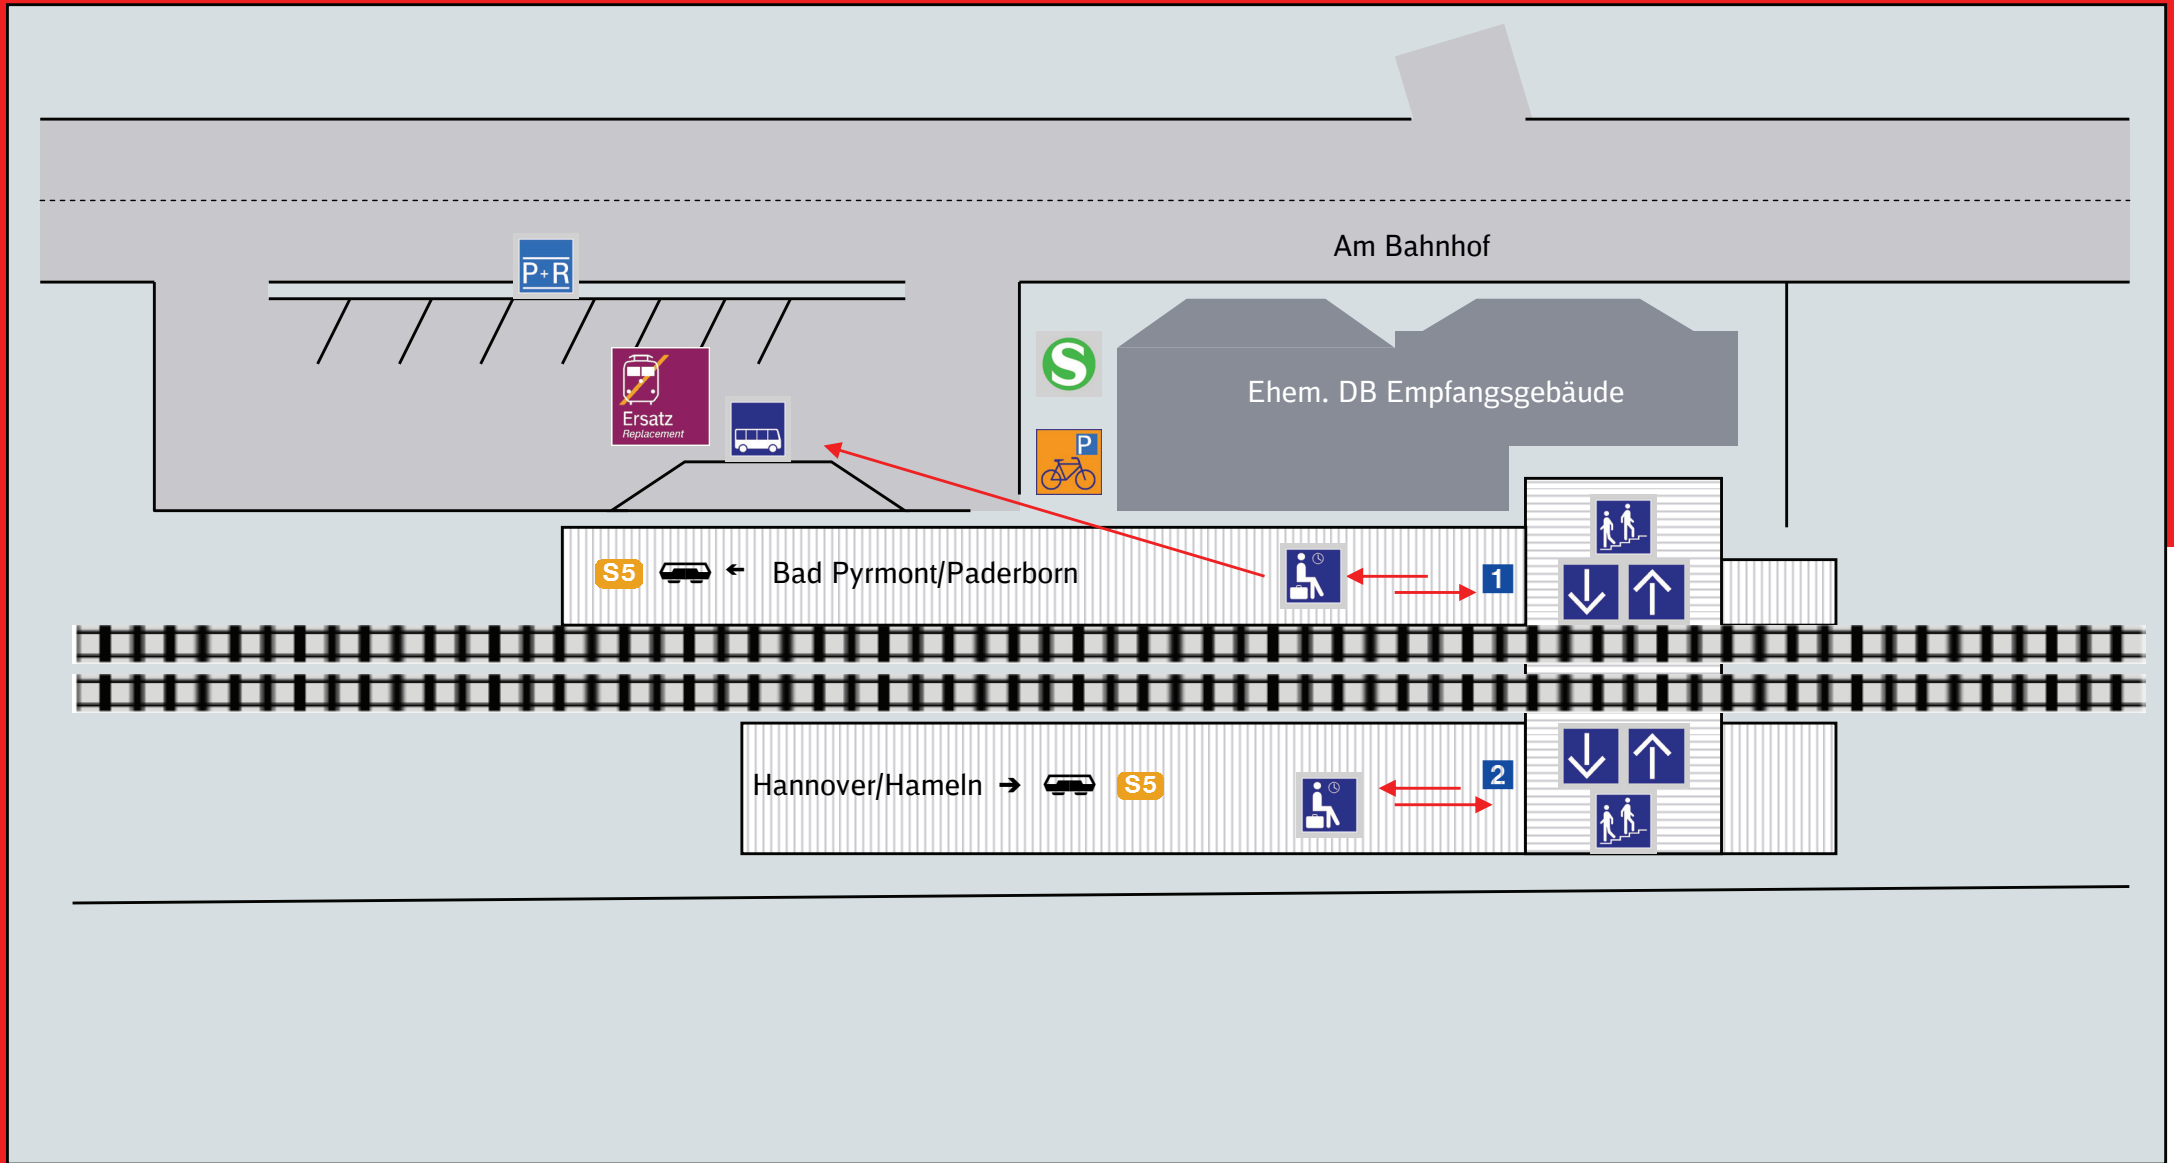 Am Bahnhof
P+R
S
Ersatz
Replacement
Ehem. DB Empfangsgebäude
P
S5 ← Bad Pyrmont/Paderborn
1
Hannover/Hameln → S5
2